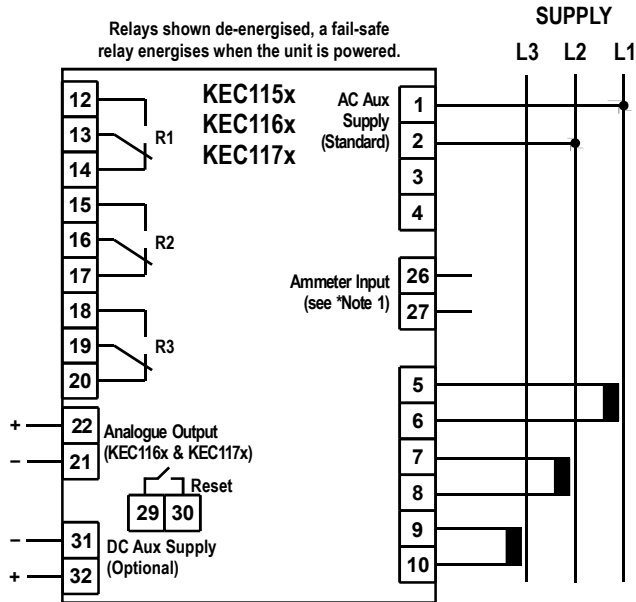 Relays shown de-energised, a fail-safe
relay energises when the unit is powered.
SUPPLY
L3 L2 L1
KEC115x
KEC116x
KEC117x
AC Aux
Supply
(Standard)
12
13
14
R1
15
16
17
R2
18
19
20
R3
1
2
3
4
Ammeter Input
(see *Note 1)
26
27
5
6
7
8
9
10
+ 22
− 21
Analogue Output
(KEC116x & KEC117x)
Reset
29 30
− 31
+ 32
DC Aux Supply
(Optional)